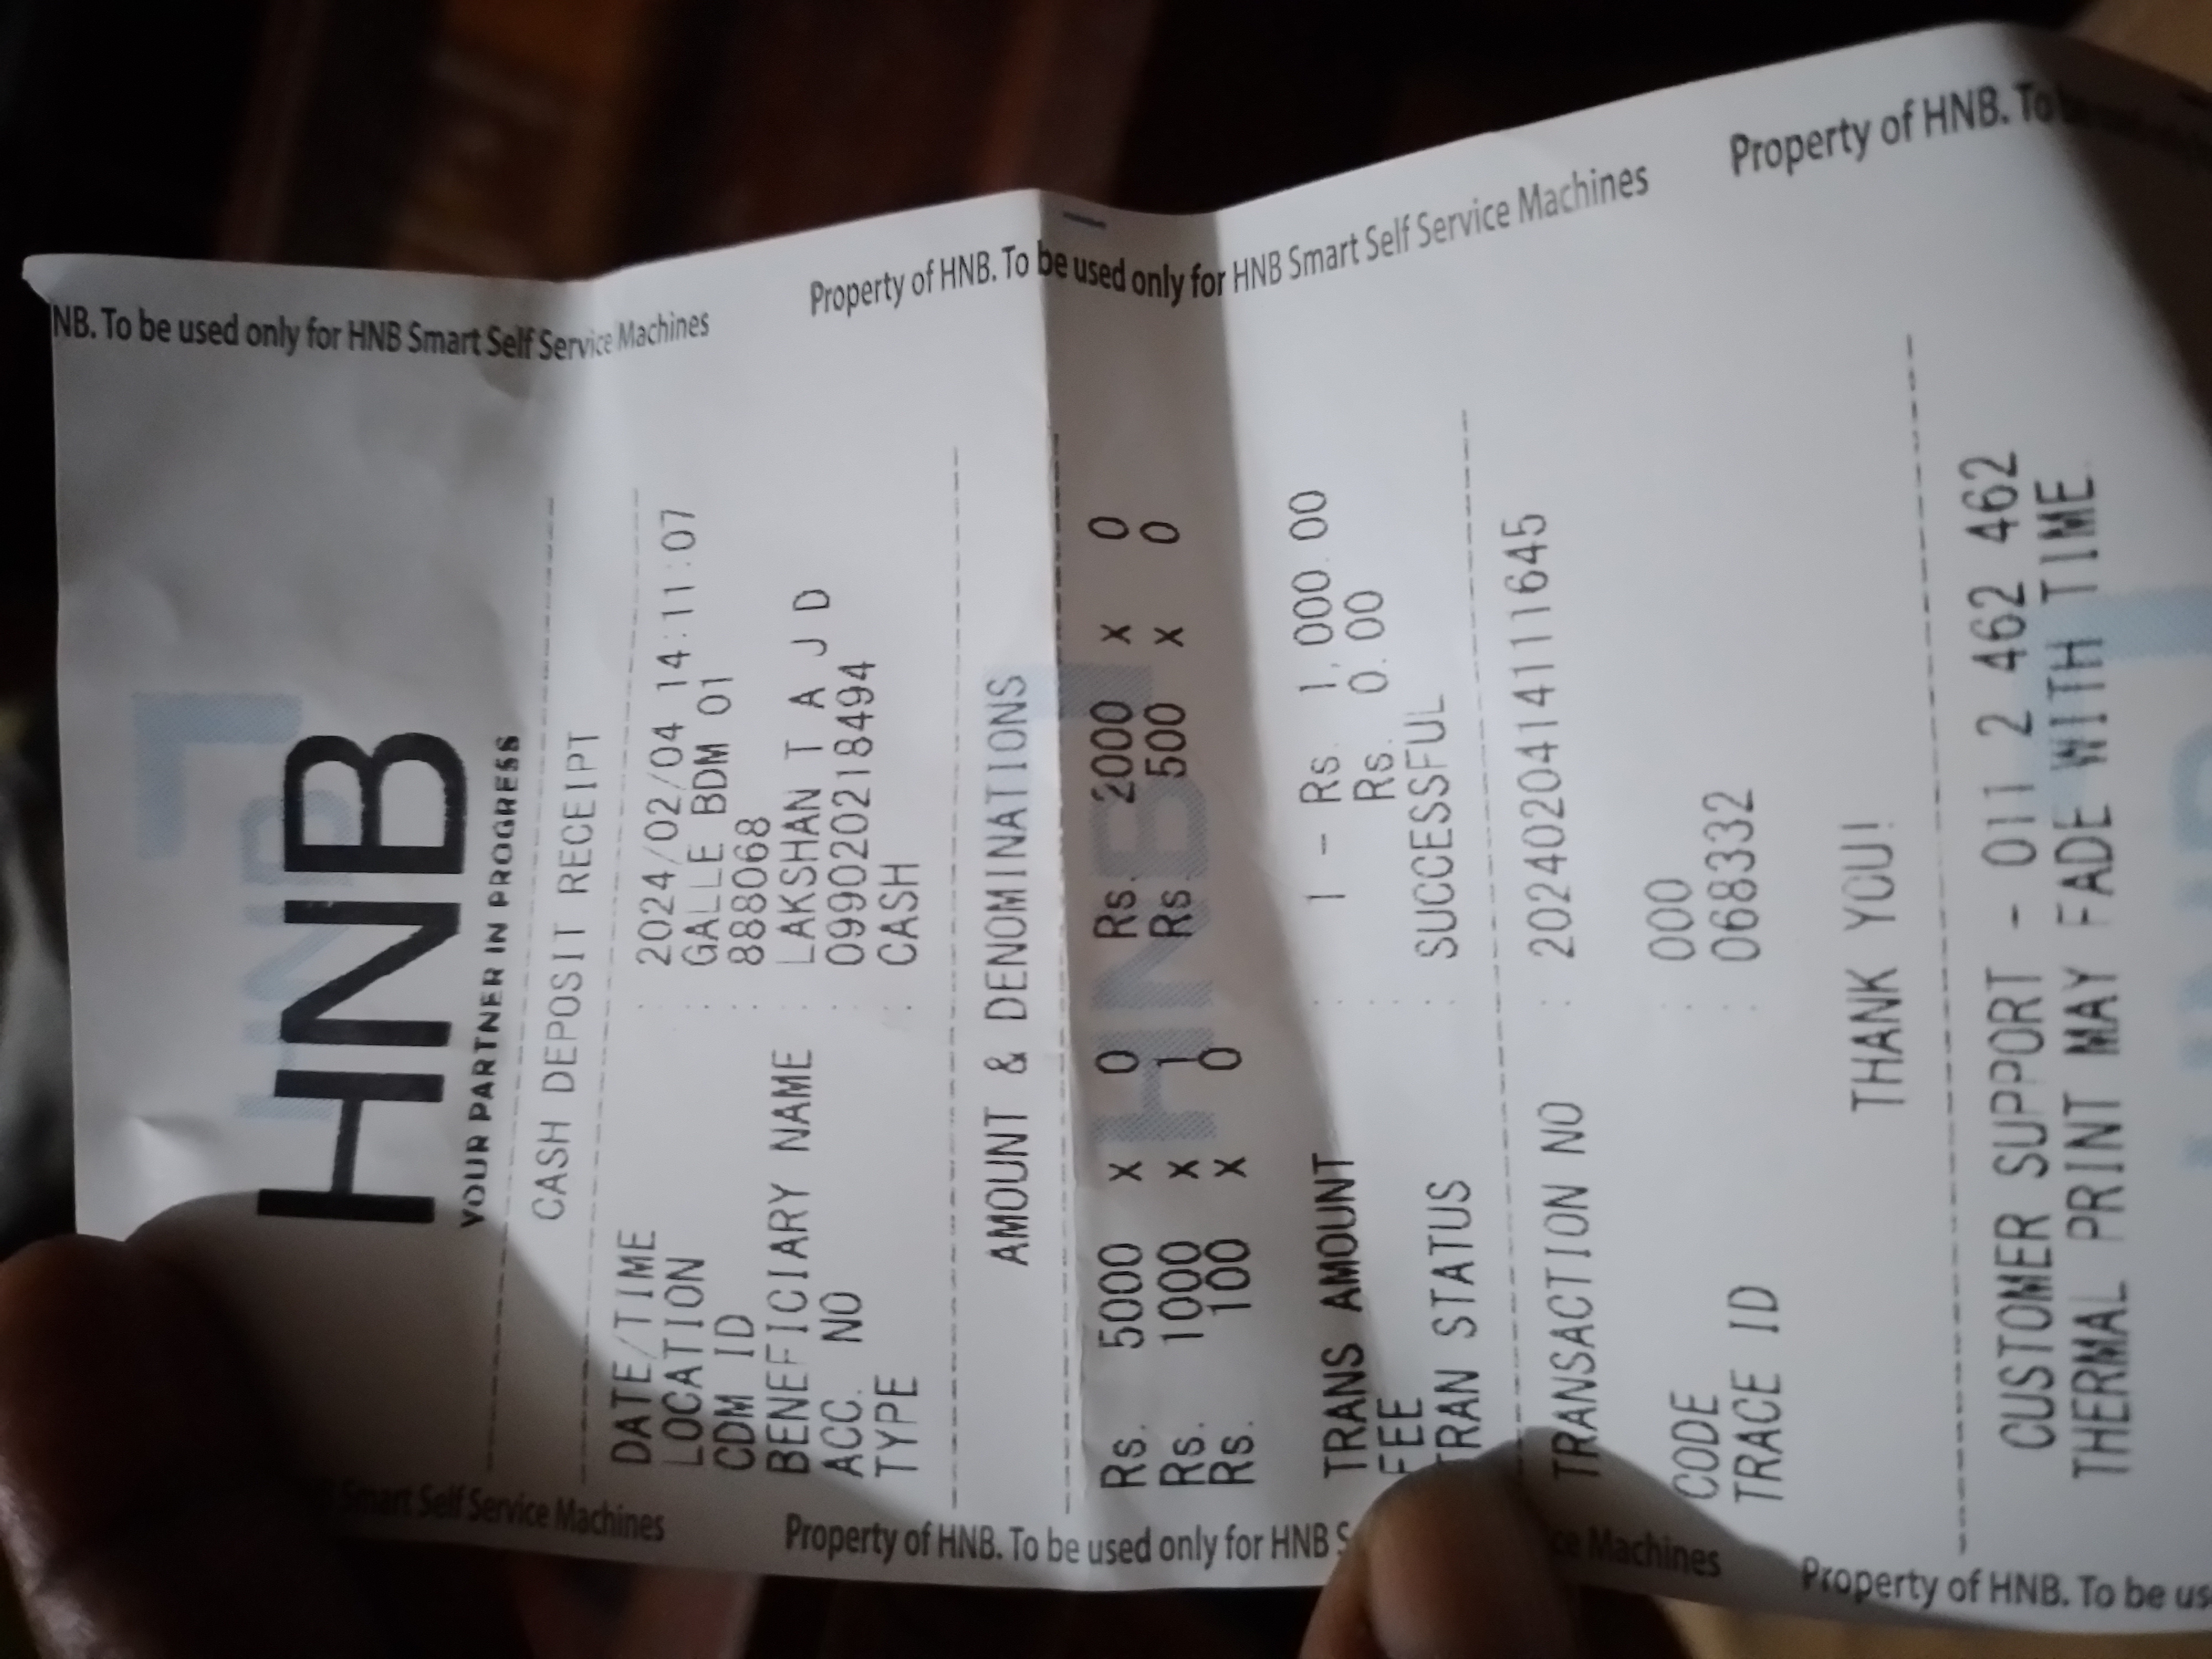 NB. To be used only for HNB Smart Self Service Machines
Property of HNB. To be used only for HNB Smart Self Service Machines
Property of HNB. To
HNB
HNB
YOUR PARTNER IN PROGRESS
CASH DEPOSIT RECEIPT
DATE/TIME : 2024/02/04 14:11:07
LOCATION : GALLE BDM 01
CDM ID : 888068
BENEFICIARY NAME : LAKSHAN T A J D
ACC. NO : 099020218494
TYPE : CASH
AMOUNT & DENOMINATIONS
HNB
Rs. 5000 x 0 Rs. 2000 x 0
Rs. 1000 x 1 Rs. 500 x 0
Rs. 100 x 0
TRANS AMOUNT : 1 - Rs. 1,000.00
FEE : Rs. 0.00
TRAN STATUS : SUCCESSFUL
TRANSACTION NO : 20240204141111645
CODE : 000
TRACE ID : 068332
THANK YOU!
CUSTOMER SUPPORT - 011 2 462 462
THERMAL PRINT MAY FADE WITH TIME
Smart Self Service Machines
Property of HNB. To be used only for HNB S
ce Machines
Property of HNB. To be us